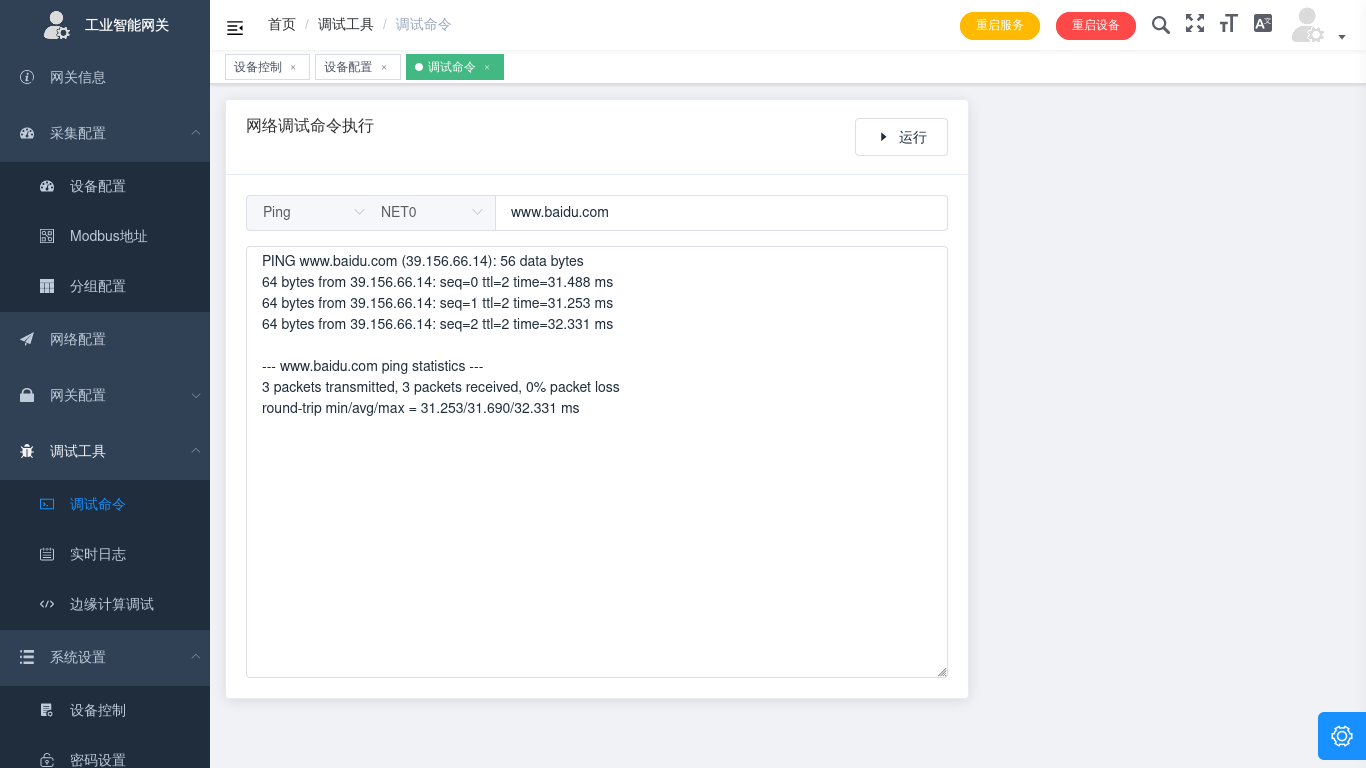 工业智能网关
网关信息
采集配置
设备配置
Modbus地址
分组配置
网络配置
网关配置
调试工具
调试命令
实时日志
边缘计算调试
系统设置
设备控制
密码设置
首页 / 调试工具 / 调试命令
重启服务 重启设备
设备控制 × 设备配置 × 调试命令 ×
网络调试命令执行
运行
Ping NET0 www.baidu.com
PING www.baidu.com (39.156.66.14): 56 data bytes
64 bytes from 39.156.66.14: seq=0 ttl=2 time=31.488 ms
64 bytes from 39.156.66.14: seq=1 ttl=2 time=31.253 ms
64 bytes from 39.156.66.14: seq=2 ttl=2 time=32.331 ms
--- www.baidu.com ping statistics ---
3 packets transmitted, 3 packets received, 0% packet loss
round-trip min/avg/max = 31.253/31.690/32.331 ms